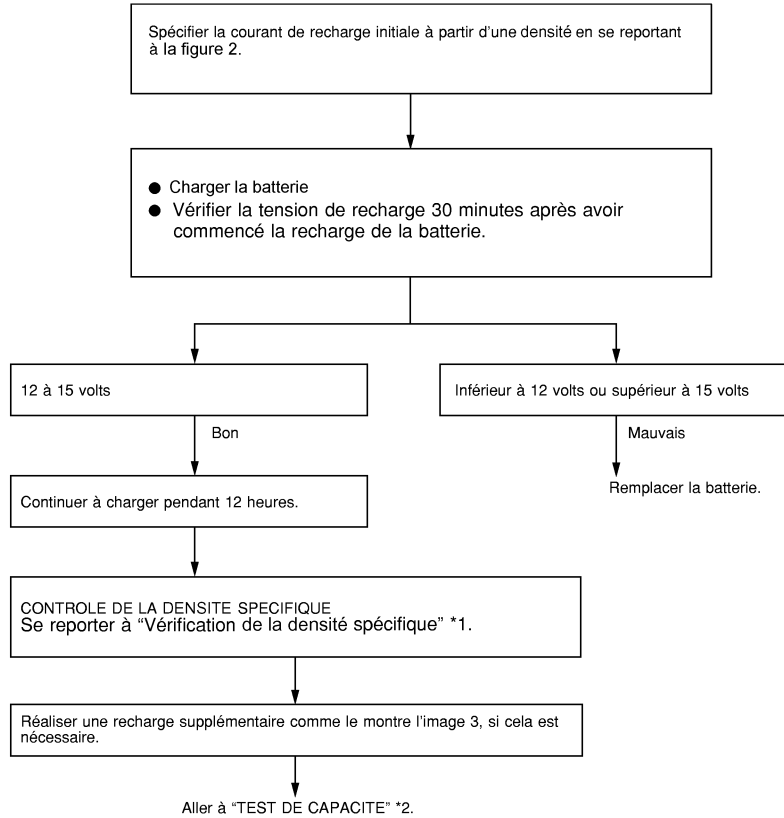 Spécifier la courant de recharge initiale à partir d'une densité en se reportant
à la figure 2.
● Charger la batterie
● Vérifier la tension de recharge 30 minutes après avoir
commencé la recharge de la batterie.
12 à 15 volts
Inférieur à 12 volts ou supérieur à 15 volts
Bon
Mauvais
Continuer à charger pendant 12 heures.
Remplacer la batterie.
CONTROLE DE LA DENSITE SPECIFIQUE
Se reporter à “Vérification de la densité spécifique” *1.
Réaliser une recharge supplémentaire comme le montre l'image 3, si cela est
nécessaire.
Aller à “TEST DE CAPACITE” *2.